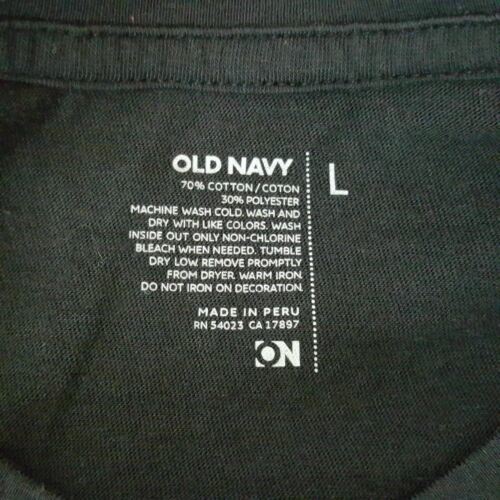 OLD NAVY
70% COTTON / COTON
30% POLYESTER
MACHINE WASH COLD. WASH AND
DRY WITH LIKE COLORS. WASH
INSIDE OUT ONLY NON-CHLORINE
BLEACH WHEN NEEDED. TUMBLE
DRY LOW REMOVE PROMPTLY
FROM DRYER. WARM IRON.
DO NOT IRON ON DECORATION.
MADE IN PERU
RN 54023 CA 17897
ON
L